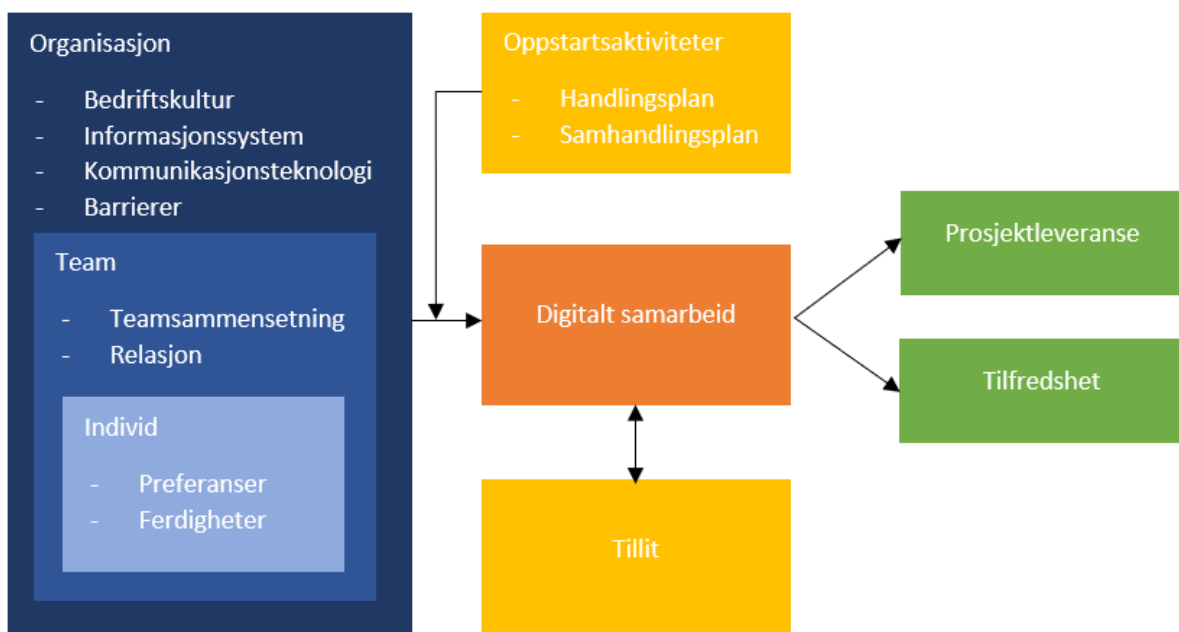 Organisasjon
- Bedriftskultur
- Informasjonssystem
- Kommunikasjonsteknologi
- Barrierer
Team
- Teamsammensetning
- Relasjon
Individ
- Preferanser
- Ferdigheter
Oppstartsaktiviteter
- Handlingsplan
- Samhandlingsplan
Digitalt samarbeid
Tillit
Prosjektleveranse
Tilfredshet